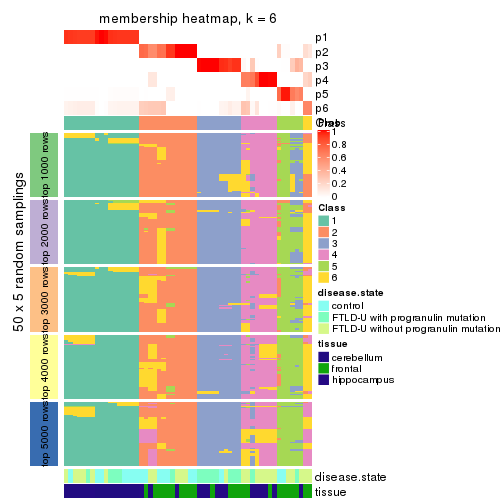 membership heatmap, k = 6
p1
p2
p3
p4
p5
p6
Prob
Class
1
0.8
0.6
0.4
0.2
0
Class
1
2
3
4
5
6
disease.state
control
FTLD-U with progranulin mutation
FTLD-U without progranulin mutation
tissue
cerebellum
frontal
hippocampus
50 x 5 random samplings
top 1000 rows
top 2000 rows
top 3000 rows
top 4000 rows
top 5000 rows
disease.state
tissue